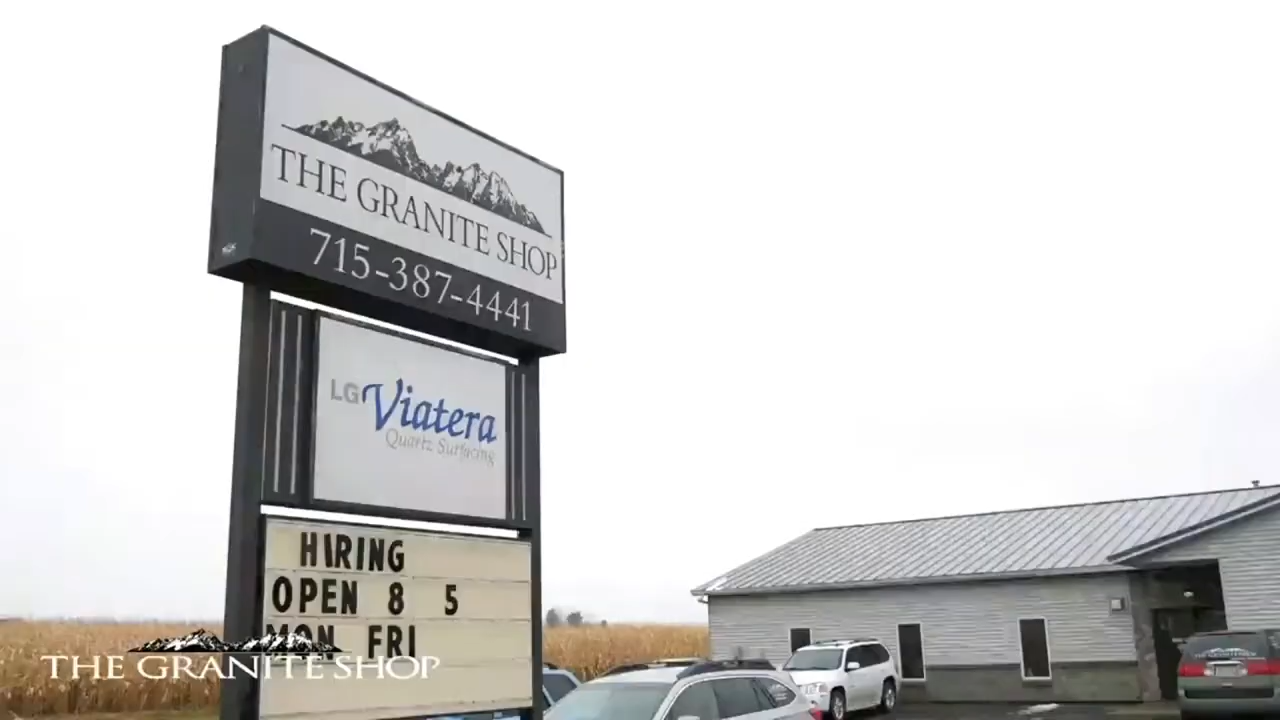 THE GRANITE SHOP
715-387-4441
LG Viatera
Quartz Surfacing
HIRING
OPEN 8 5
MON FRI
THE GRANITE SHOP